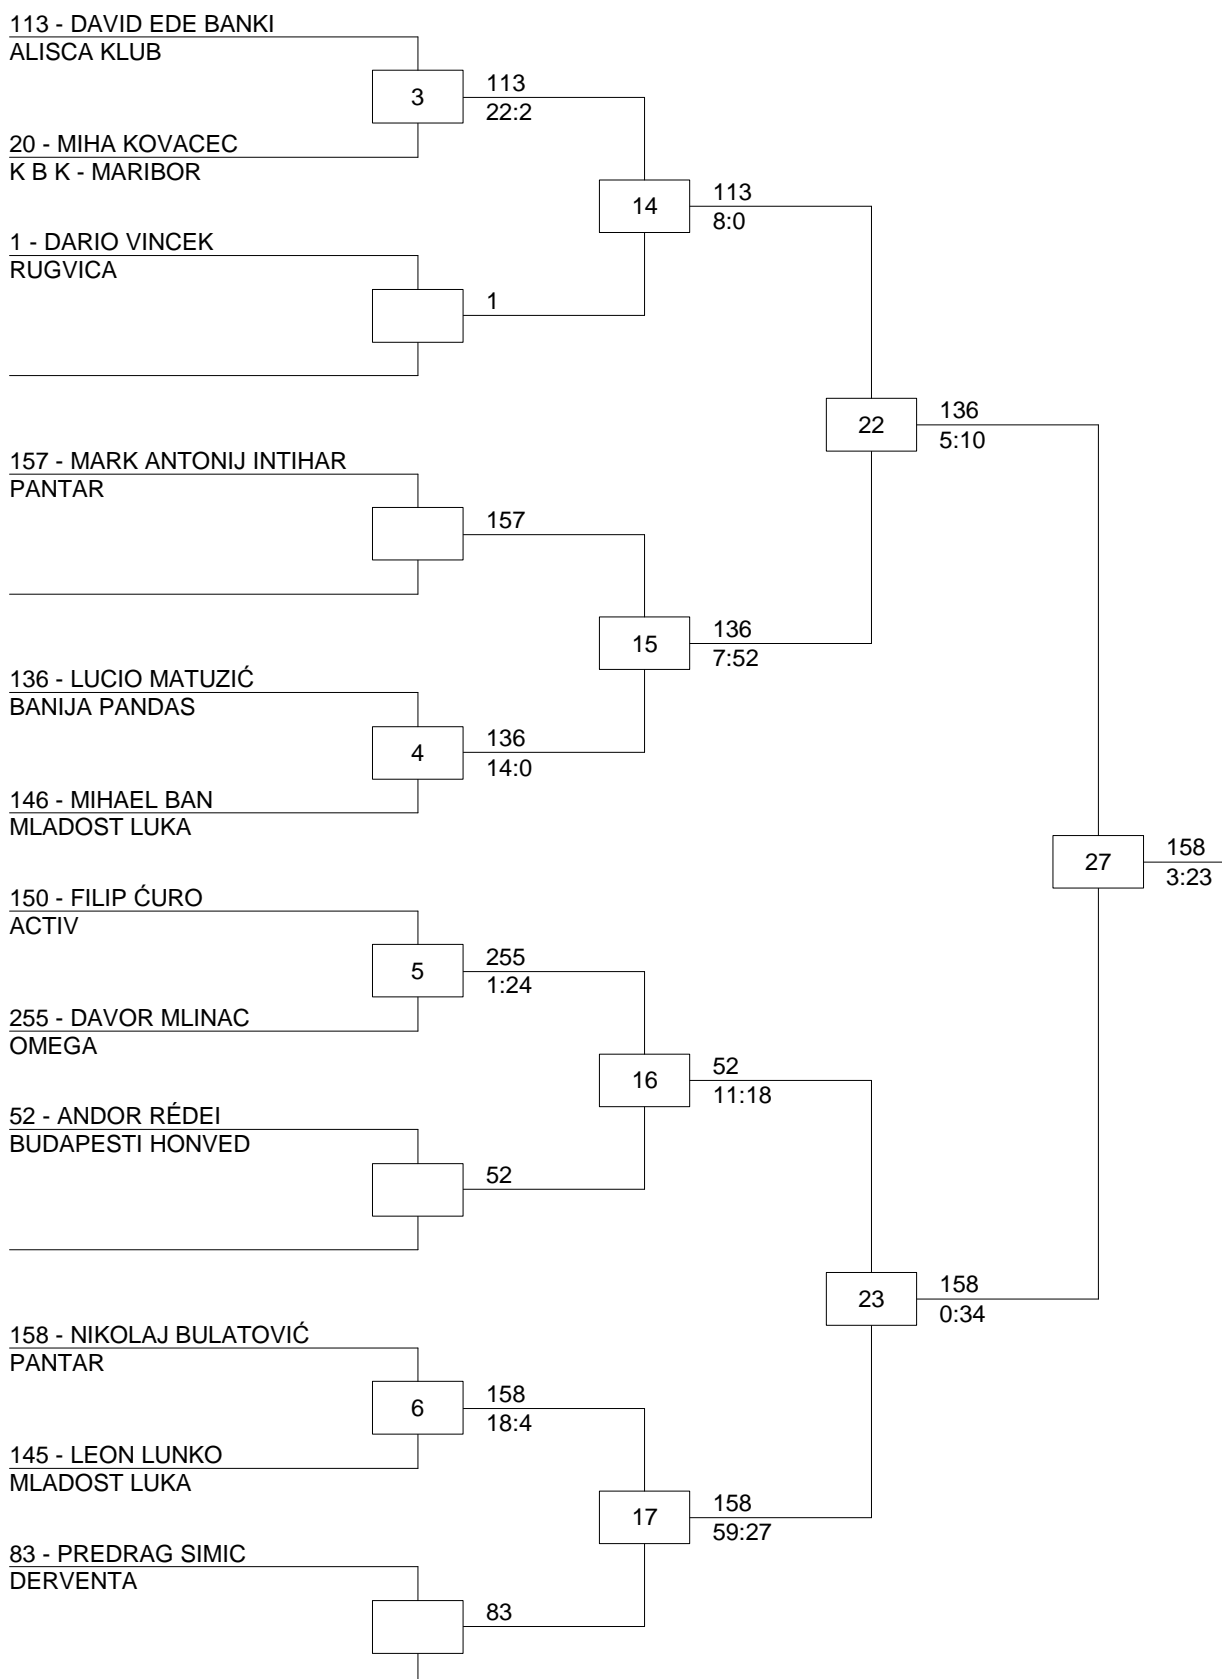 113 - DAVID EDE BANKI
ALISCA KLUB
3
113
22:2
20 - MIHA KOVACEC
K B K - MARIBOR
14
113
8:0
1 - DARIO VINCEK
RUGVICA
1
22
136
5:10
157 - MARK ANTONIJ INTIHAR
PANTAR
157
15
136
7:52
136 - LUCIO MATUZIĆ
BANIJA PANDAS
4
136
14:0
146 - MIHAEL BAN
MLADOST LUKA
27
158
3:23
150 - FILIP ĆURO
ACTIV
5
255
1:24
255 - DAVOR MLINAC
OMEGA
16
52
11:18
52 - ANDOR RÉDEI
BUDAPESTI HONVED
52
23
158
0:34
158 - NIKOLAJ BULATOVIĆ
PANTAR
6
158
18:4
145 - LEON LUNKO
MLADOST LUKA
17
158
59:27
83 - PREDRAG SIMIC
DERVENTA
83